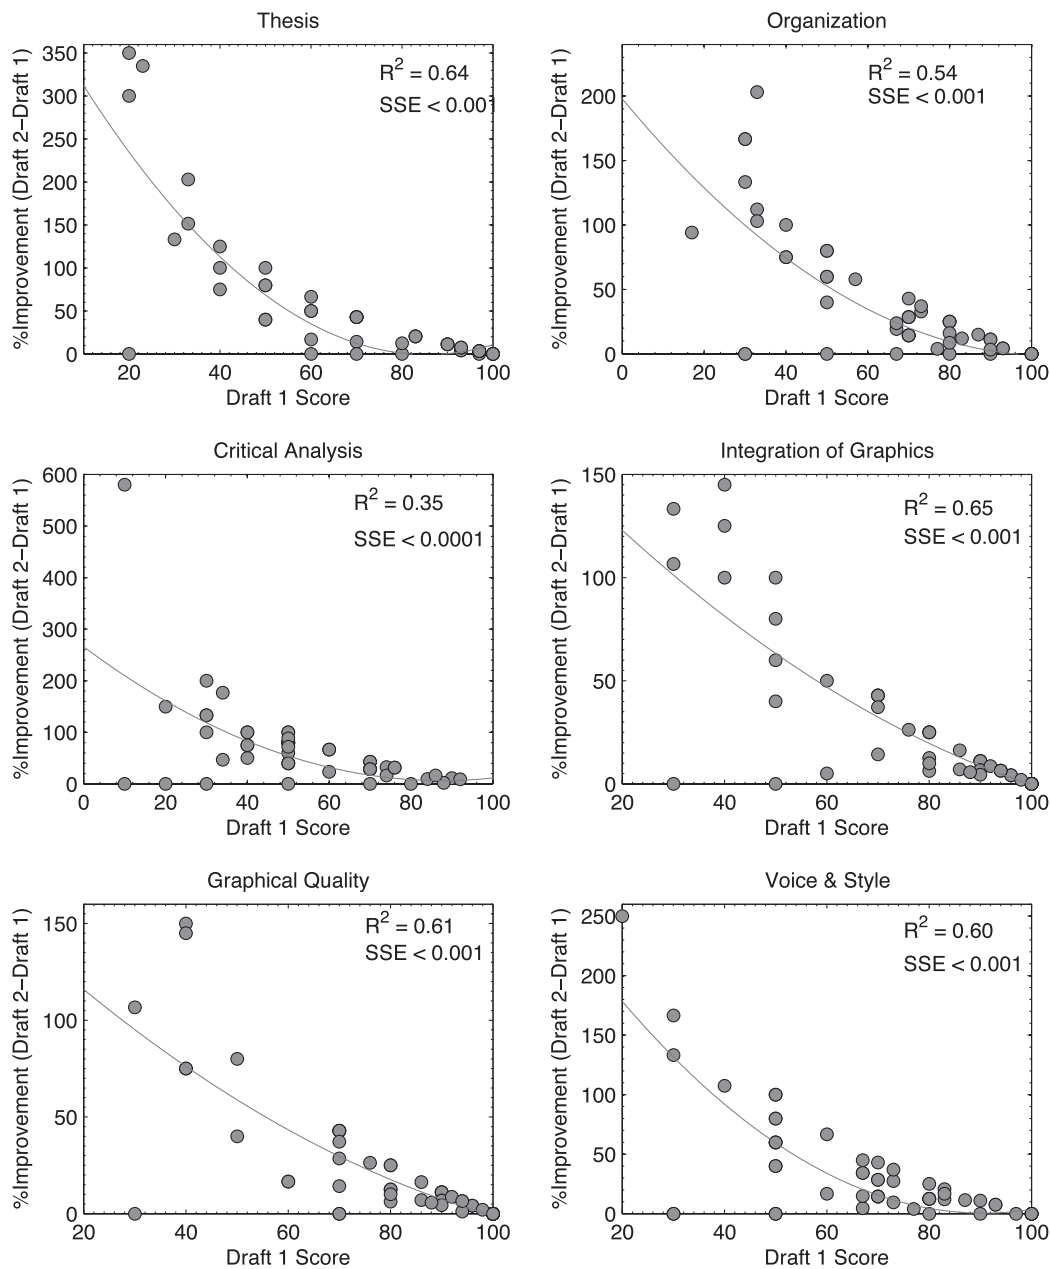 Thesis
R2 = 0.64
SSE < 0.001
%Improvement (Draft 2−Draft 1)
350
300
250
200
150
100
50
0
20
40
60
80
100
Draft 1 Score
Organization
R2 = 0.54
SSE < 0.001
%Improvement (Draft 2−Draft 1)
200
150
100
50
0
0
20
40
60
80
100
Draft 1 Score
Critical Analysis
R2 = 0.35
SSE < 0.0001
%Improvement (Draft 2−Draft 1)
600
500
400
300
200
100
0
0
20
40
60
80
100
Draft 1 Score
Integration of Graphics
R2 = 0.65
SSE < 0.001
%Improvement (Draft 2−Draft 1)
150
100
50
0
20
40
60
80
100
Draft 1 Score
Graphical Quality
R2 = 0.61
SSE < 0.001
%Improvement (Draft 2−Draft 1)
150
100
50
0
20
40
60
80
100
Draft 1 Score
Voice & Style
R2 = 0.60
SSE < 0.001
%Improvement (Draft 2−Draft 1)
250
200
150
100
50
0
20
40
60
80
100
Draft 1 Score